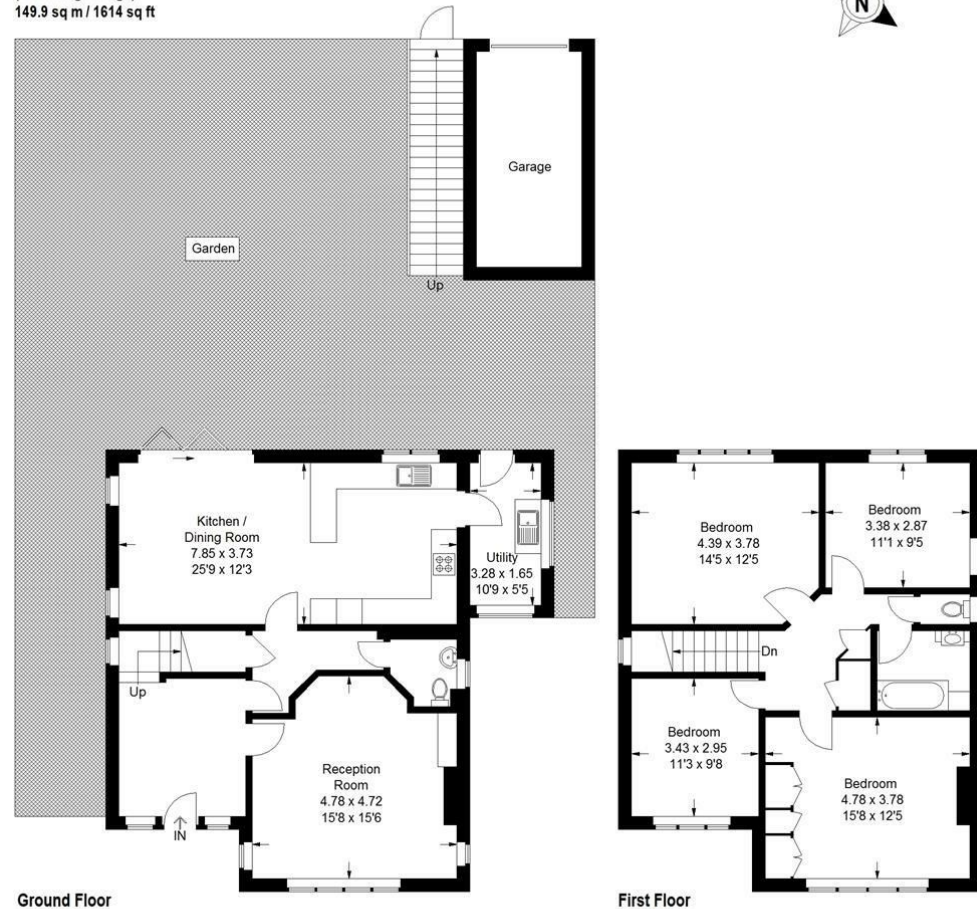 149.9 sq m / 1614 sq ft
N
Garage
Garden
Up
Kitchen /
Dining Room
7.85 x 3.73
25'9 x 12'3
Utility
3.28 x 1.65
10'9 x 5'5
Up
Reception
Room
4.78 x 4.72
15'8 x 15'6
IN
Ground Floor
Bedroom
4.39 x 3.78
14'5 x 12'5
Bedroom
3.38 x 2.87
11'1 x 9'5
Dn
Bedroom
3.43 x 2.95
11'3 x 9'8
Bedroom
4.78 x 3.78
15'8 x 12'5
First Floor